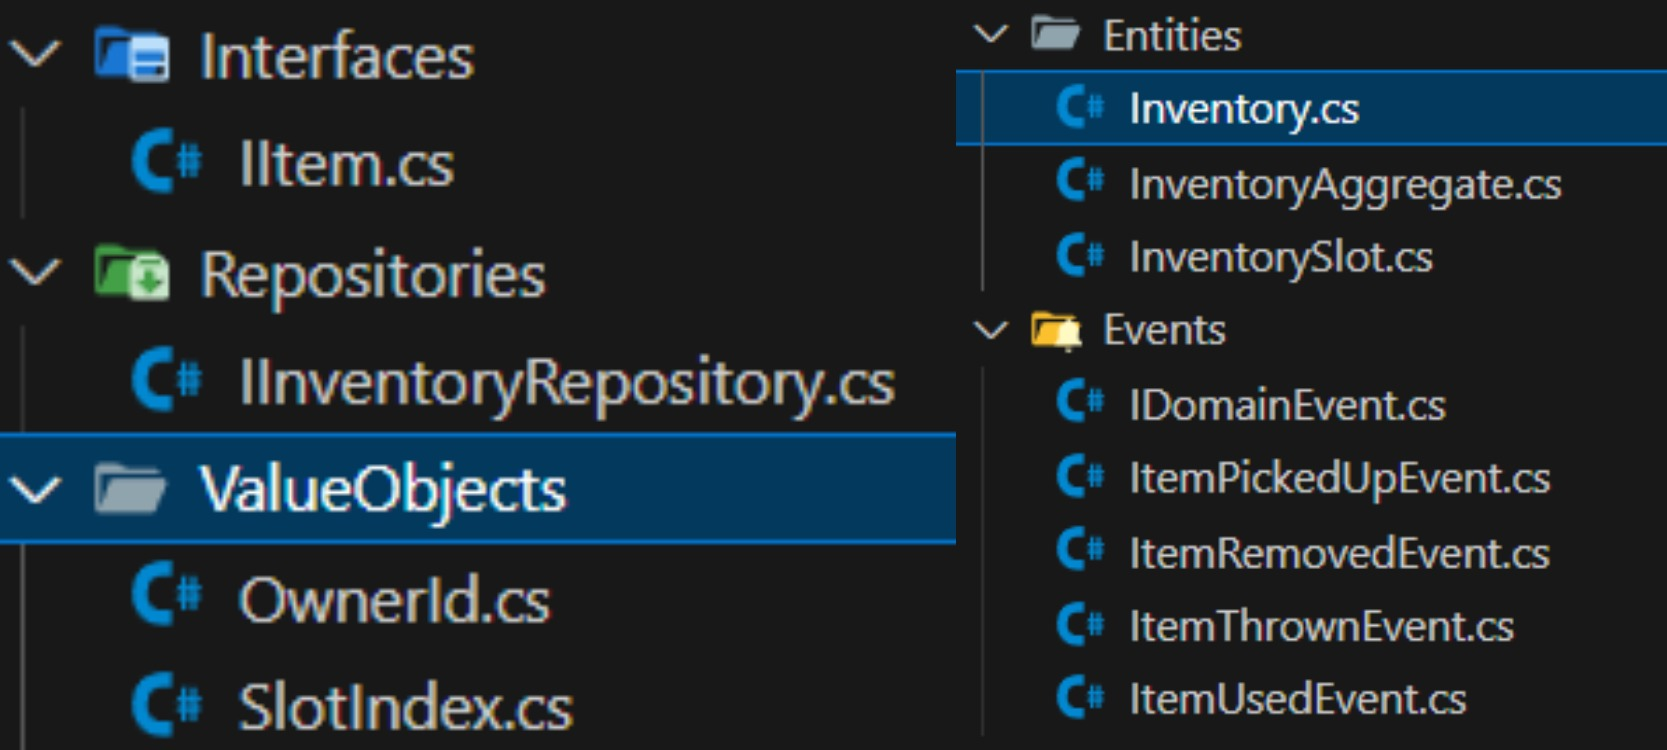 Interfaces
C# IItem.cs
Repositories
C# IInventoryRepository.cs
ValueObjects
C# OwnerId.cs
C# SlotIndex.cs
Entities
C# Inventory.cs
C# InventoryAggregate.cs
C# InventorySlot.cs
Events
C# IDomainEvent.cs
C# ItemPickedUpEvent.cs
C# ItemRemovedEvent.cs
C# ItemThrownEvent.cs
C# ItemUsedEvent.cs